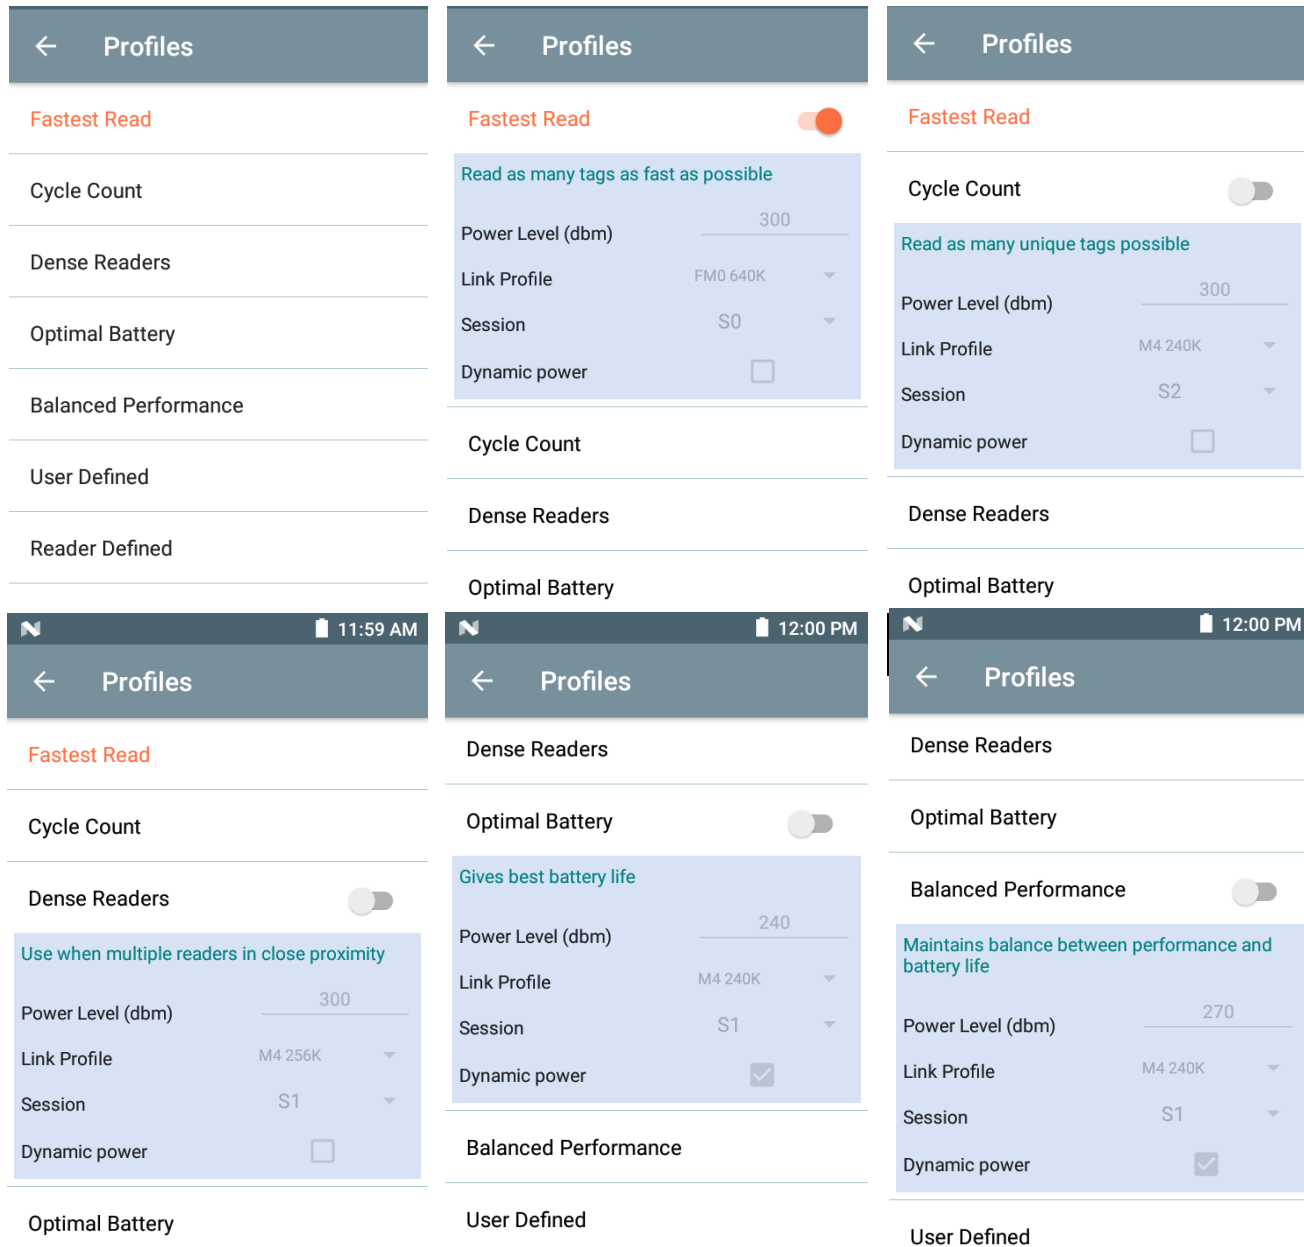 Profiles
Fastest Read
Cycle Count
Dense Readers
Optimal Battery
Balanced Performance
User Defined
Reader Defined
Profiles
Fastest Read
Read as many tags as fast as possible
Power Level (dbm) 300
Link Profile FM0 640K
Session S0
Dynamic power
Cycle Count
Dense Readers
Optimal Battery
Profiles
Fastest Read
Cycle Count
Read as many unique tags possible
Power Level (dbm) 300
Link Profile M4 240K
Session S2
Dynamic power
Dense Readers
Optimal Battery
11:59 AM
Profiles
Fastest Read
Cycle Count
Dense Readers
Use when multiple readers in close proximity
Power Level (dbm) 300
Link Profile M4 256K
Session S1
Dynamic power
Optimal Battery
12:00 PM
Profiles
Dense Readers
Optimal Battery
Gives best battery life
Power Level (dbm) 240
Link Profile M4 240K
Session S1
Dynamic power
Balanced Performance
User Defined
12:00 PM
Profiles
Dense Readers
Optimal Battery
Balanced Performance
Maintains balance between performance and
battery life
Power Level (dbm) 270
Link Profile M4 240K
Session S1
Dynamic power
User Defined